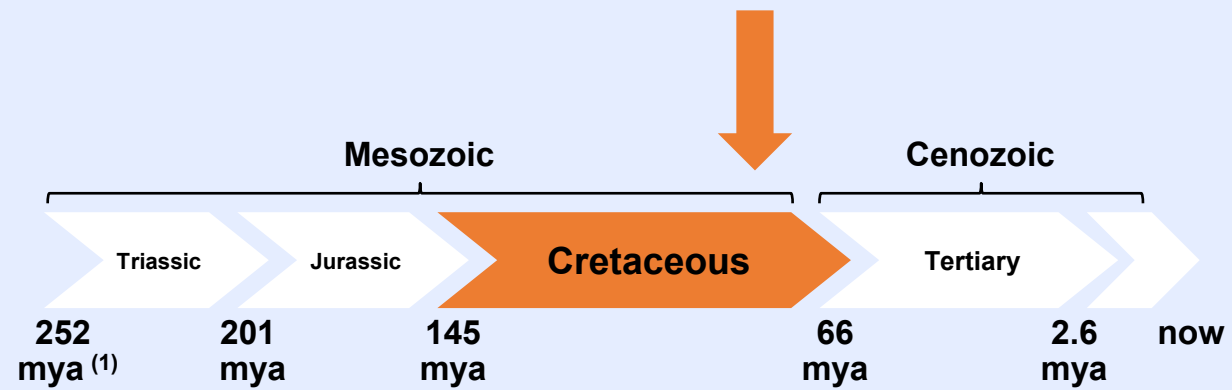 Mesozoic
Cenozoic
Triassic
Jurassic
Cretaceous
Tertiary
252
mya (1)
201
mya
145
mya
66
mya
2.6
mya
now